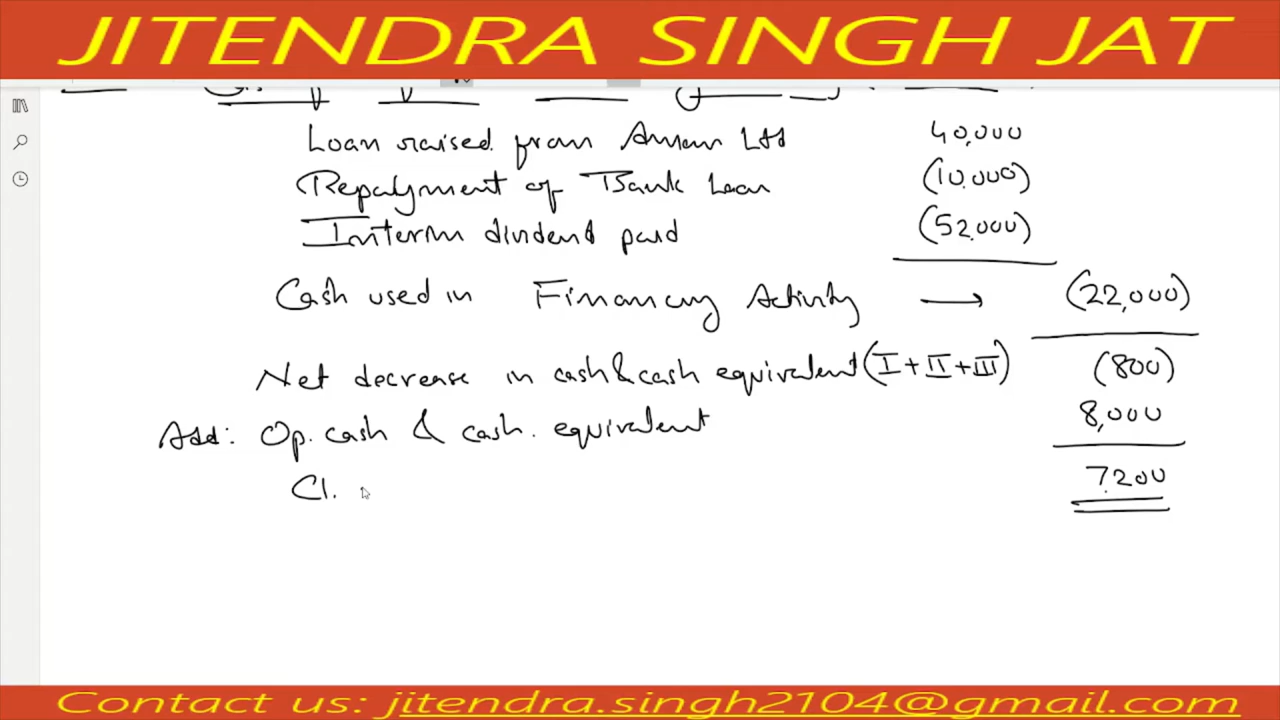 JITENDRA SINGH JAT
Loan raised from Aman Ltd 40,000
Repayment of Bank Loan (10,000)
Interim dividend paid (52,000)
Cash used in Financing Activity → (22,000)
Net decrease in cash & cash equivalent (I + II + III) (800)
Add: Op. cash & cash. equivalent 8,000
Cl. 7,200
Contact us: jitendra.singh2104@gmail.com